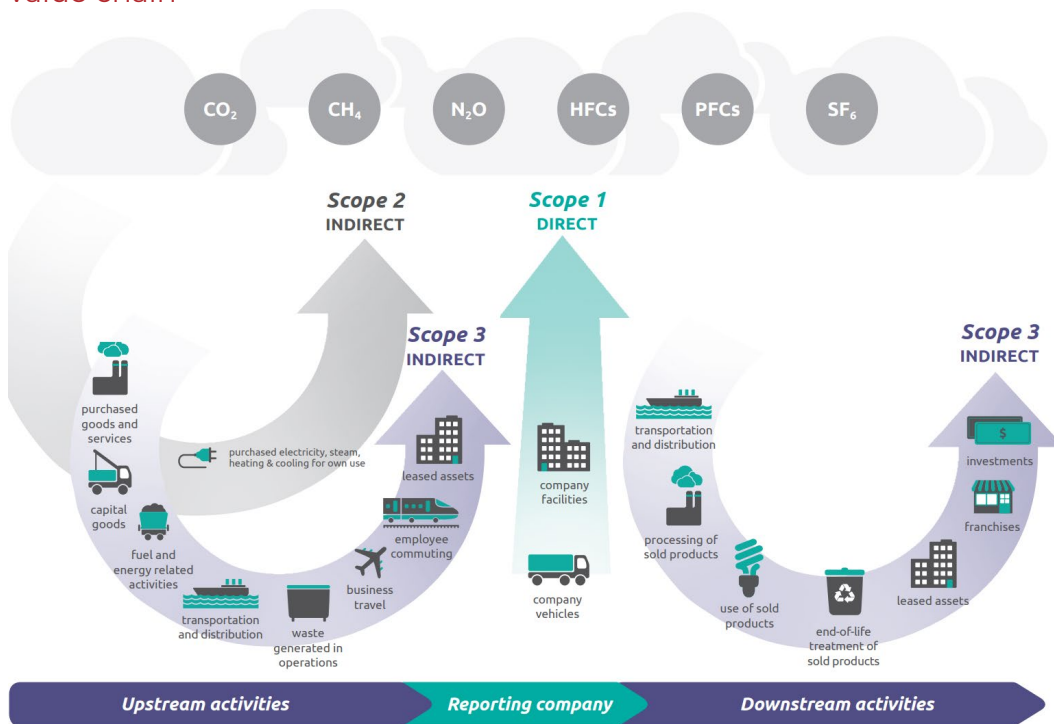 value chain
CO₂
CH₄
N₂O
HFCs
PFCs
SF₆
Scope 2
INDIRECT
Scope 1
DIRECT
Scope 3
INDIRECT
Scope 3
INDIRECT
purchased
goods and
services
capital
goods
fuel and
energy related
activities
transportation
and distribution
waste
generated in
operations
business
travel
employee
commuting
leased assets
purchased electricity, steam,
heating & cooling for own use
company
facilities
company
vehicles
transportation
and distribution
processing of
sold products
use of sold
products
end-of-life
treatment of
sold products
leased assets
franchises
$
investments
Upstream activities
Reporting company
Downstream activities